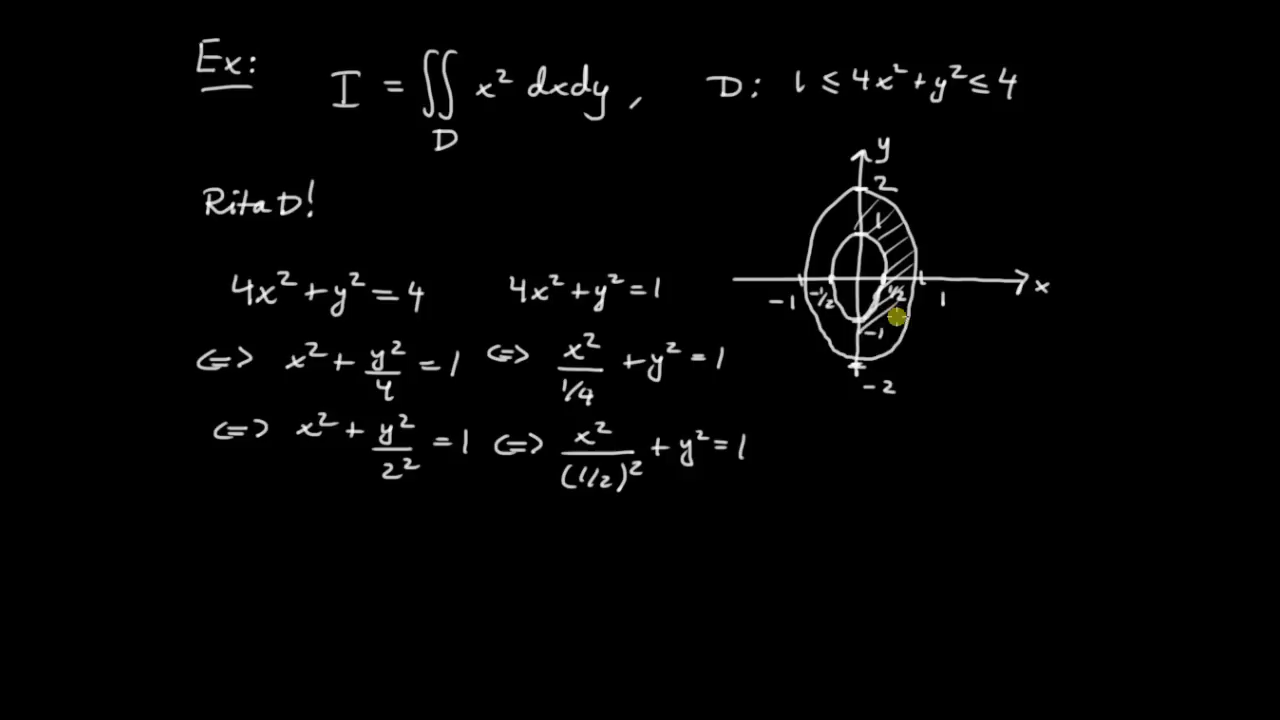 Ex: I = ∬_D x² dxdy, D: 1 ≤ 4x² + y² ≤ 4
Rita D!
4x² + y² = 4
⇔ x² + y²/4 = 1
⇔ x² + y²/2² = 1
4x² + y² = 1
⇔ x²/(1/4) + y² = 1
⇔ x²/(1/2)² + y² = 1
y
2
1
-1 -1/2 1/2 1 x
-1
-2